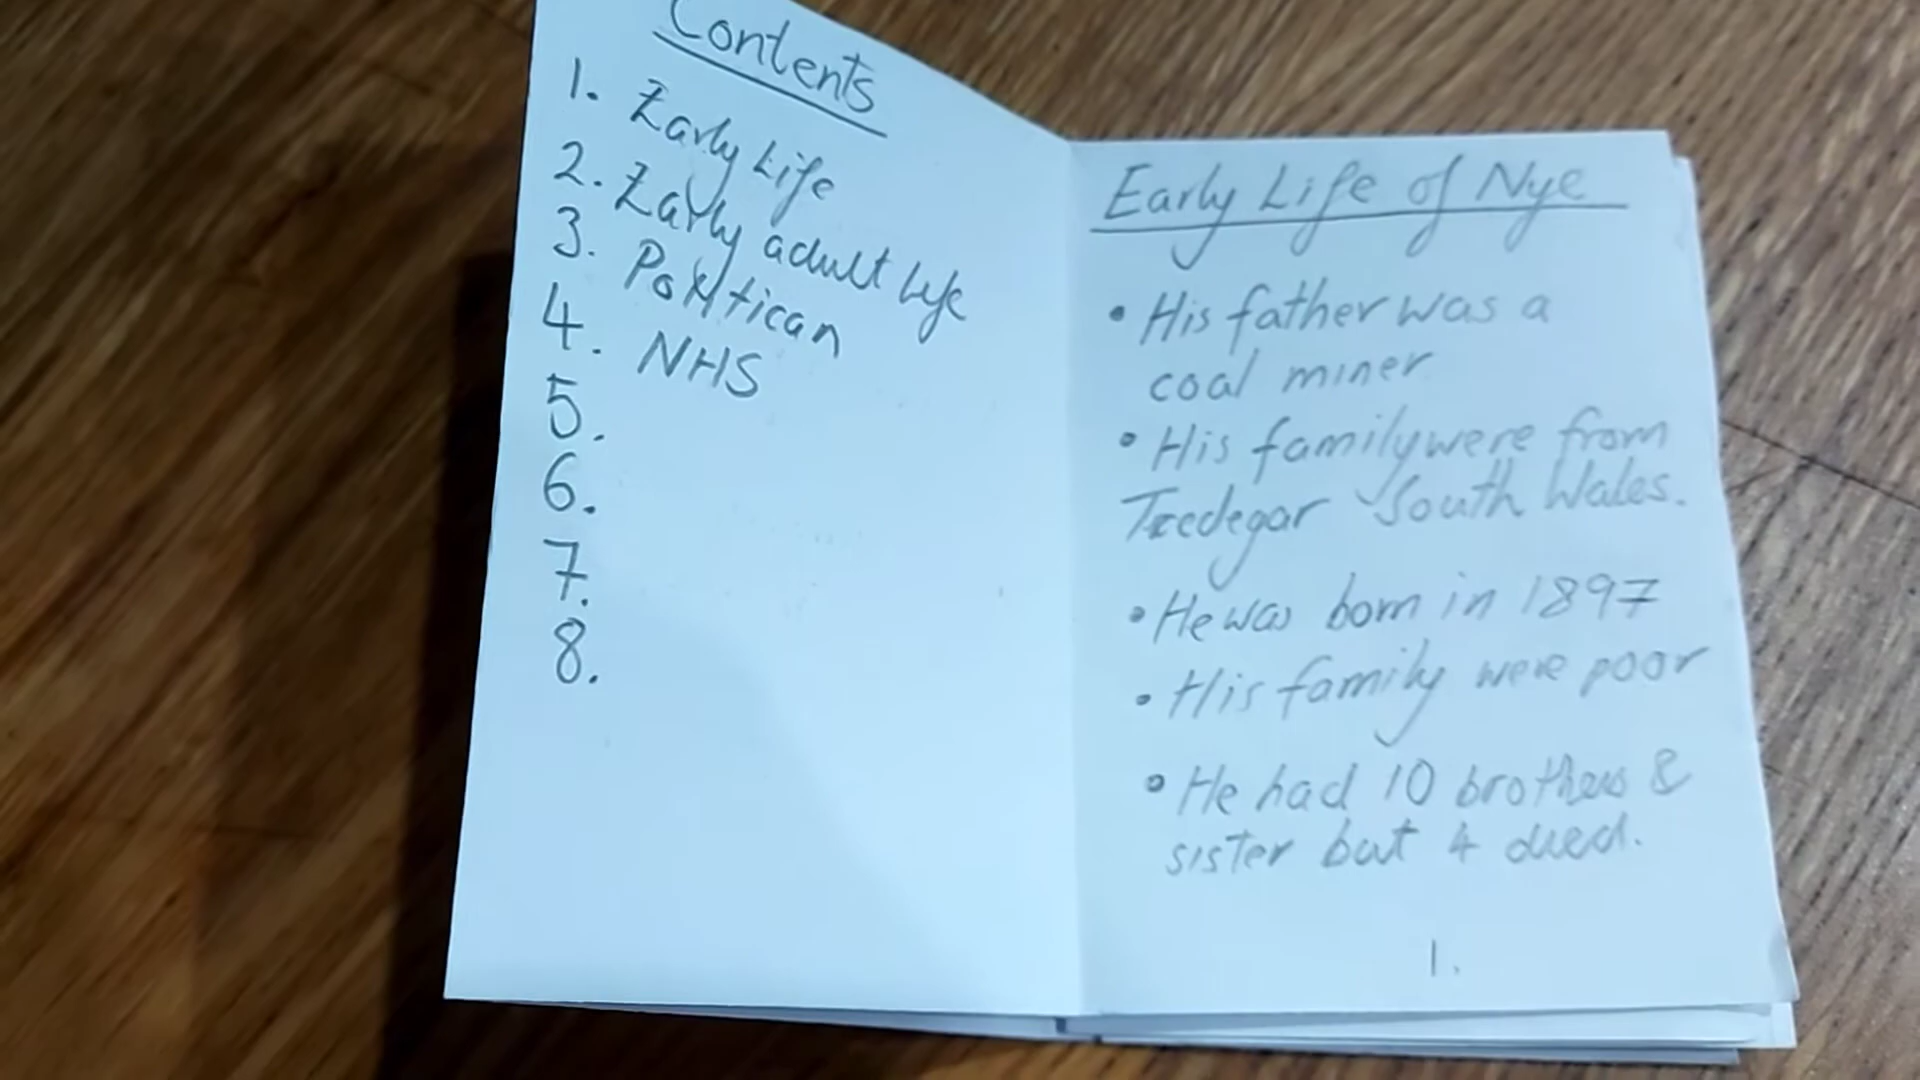 Contents
1. Early Life
2. Early adult life
3. Politican
4. NHS
5.
6.
7.
8.
Early Life of Nye
• His father was a
coal miner
• His family were from
Tredegar South Wales.
• He was born in 1897
• His family were poor
• He had 10 brothers &
sister but 4 died.
1.